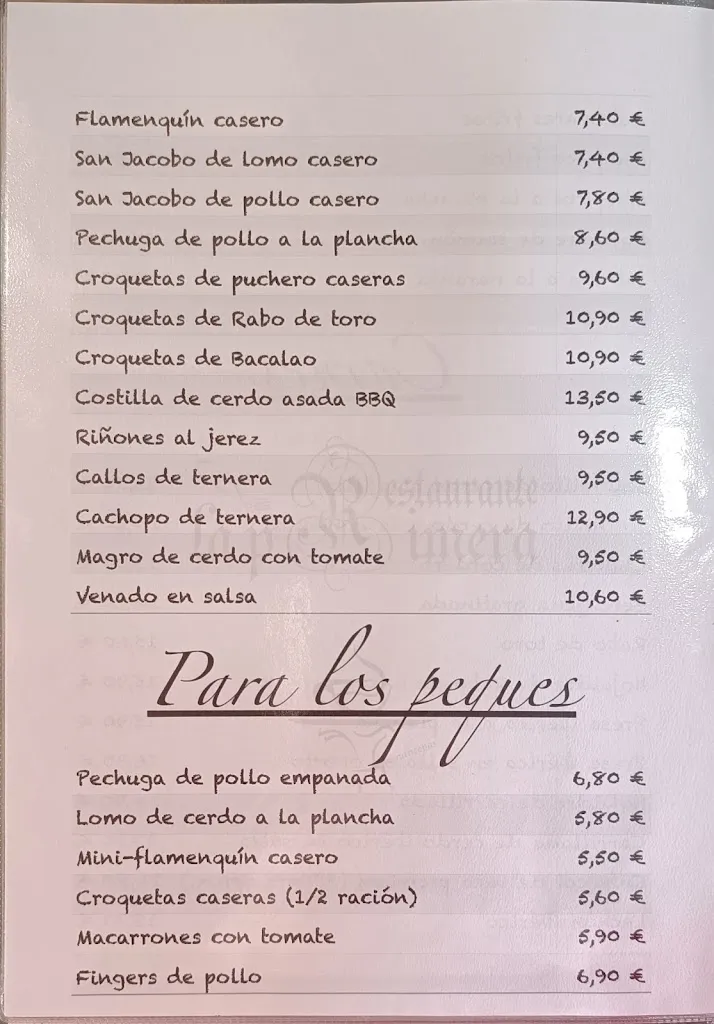 Flamenquín casero 7,40 €
San Jacobo de lomo casero 7,40 €
San Jacobo de pollo casero 7,80 €
Pechuga de pollo a la plancha 8,60 €
Croquetas de puchero caseras 9,60 €
Croquetas de Rabo de toro 10,90 €
Croquetas de Bacalao 10,90 €
Costilla de cerdo asada BBQ 13,50 €
Riñones al jerez 9,50 €
Callos de ternera 9,50 €
Cachopo de ternera 12,90 €
Magro de cerdo con tomate 9,50 €
Venado en salsa 10,60 €
Restaurante
Para los peques
Pechuga de pollo empanada 6,80 €
Lomo de cerdo a la plancha 5,80 €
Mini-flamenquín casero 5,50 €
Croquetas caseras (1/2 ración) 5,60 €
Macarrones con tomate 5,90 €
Fingers de pollo 6,90 €